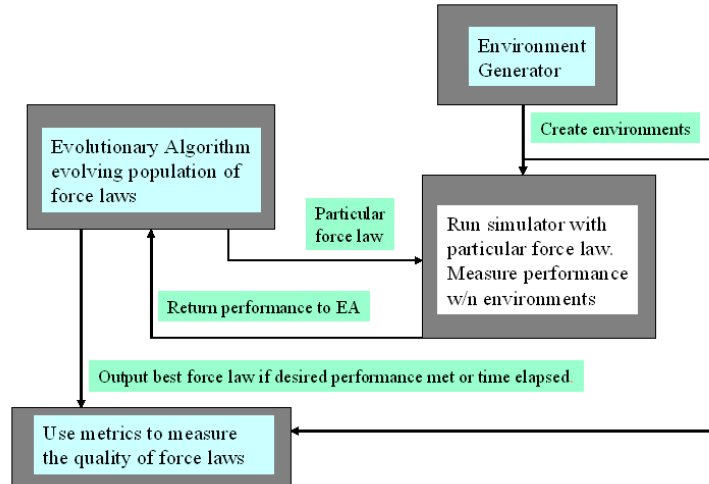 Environment
Generator
Create environments
Evolutionary Algorithm
evolving population of
force laws
Particular
force law
Run simulator with
particular force law.
Measure performance
w/n environments
Return performance to EA
Output best force law if desired performance met or time elapsed.
Use metrics to measure
the quality of force laws